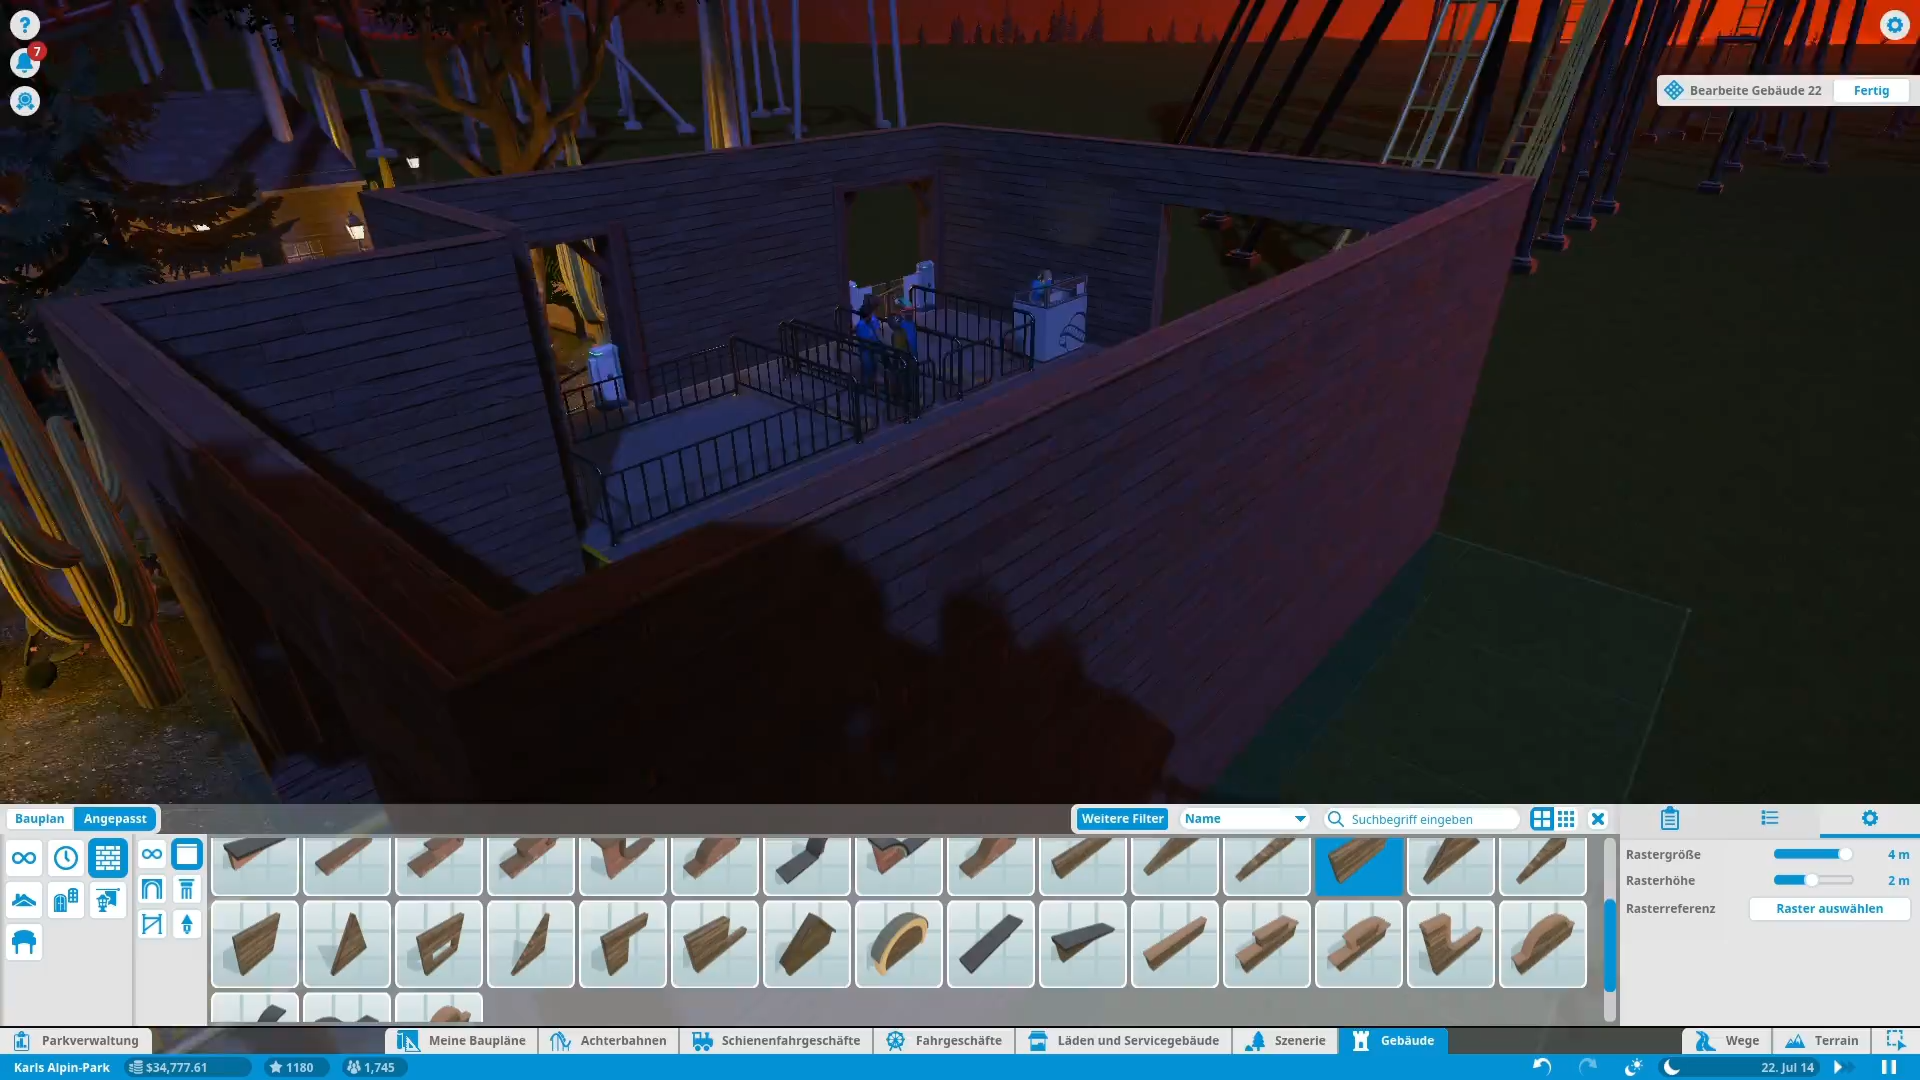 ?
7
Bearbeite Gebäude 22
Fertig
Bauplan
Angepasst
Weitere Filter
Name
Suchbegriff eingeben
Rastergröße
4 m
Rasterhöhe
2 m
Rasterreferenz
Raster auswählen
Parkverwaltung
Meine Baupläne
Achterbahnen
Schienenfahrgeschäfte
Fahrgeschäfte
Läden und Servicegebäude
Szenerie
Gebäude
Wege
Terrain
Karls Alpin-Park
$34,777.61
1180
1,745
22. Jul 14